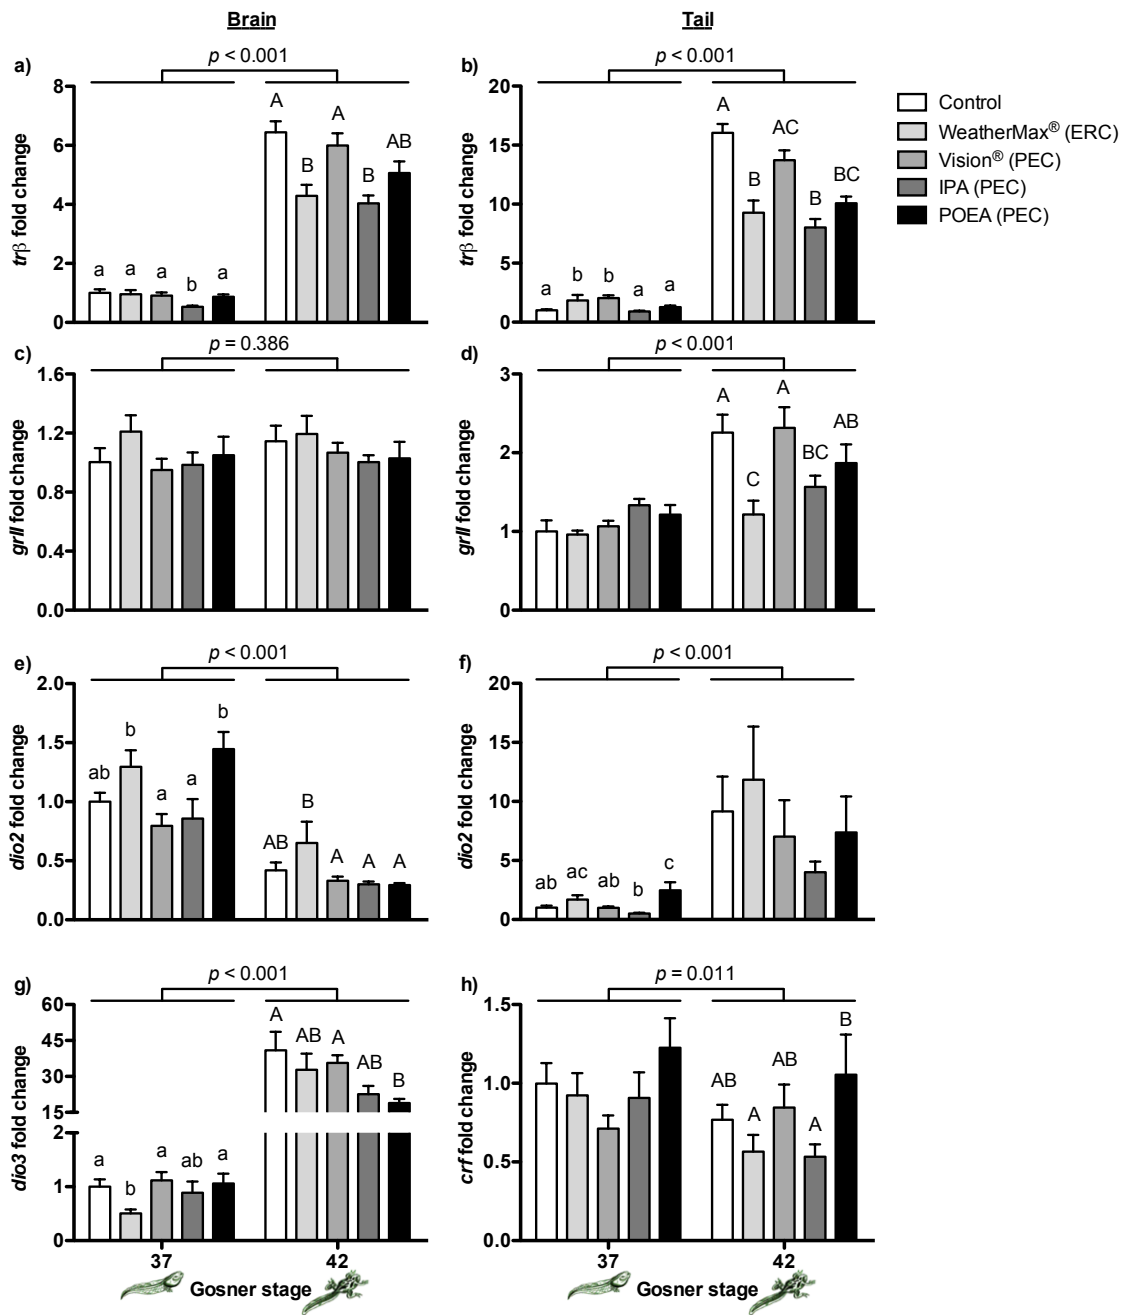 Brain
Tail
a)
p < 0.001
8
6
4
2
0
trβ fold change
a a a b a
A B A B AB
b)
p < 0.001
20
15
10
5
0
trβ fold change
a b b a a
A B AC B BC
Control
WeatherMax® (ERC)
Vision® (PEC)
IPA (PEC)
POEA (PEC)
c)
p = 0.386
1.6
1.2
0.8
0.4
0.0
grII fold change
d)
p < 0.001
3
2
1
0
grII fold change
A C A BC AB
e)
p < 0.001
2.0
1.5
1.0
0.5
0.0
dio2 fold change
ab b a a b
AB B A A A
f)
p < 0.001
20
15
10
5
0
dio2 fold change
ab ac ab b c
g)
p < 0.001
60
45
30
15
2
1
0
dio3 fold change
a b a ab a
A AB A AB B
37 42
Gosner stage
h)
p = 0.011
1.5
1.0
0.5
0.0
crf fold change
AB A AB A B
37 42
Gosner stage